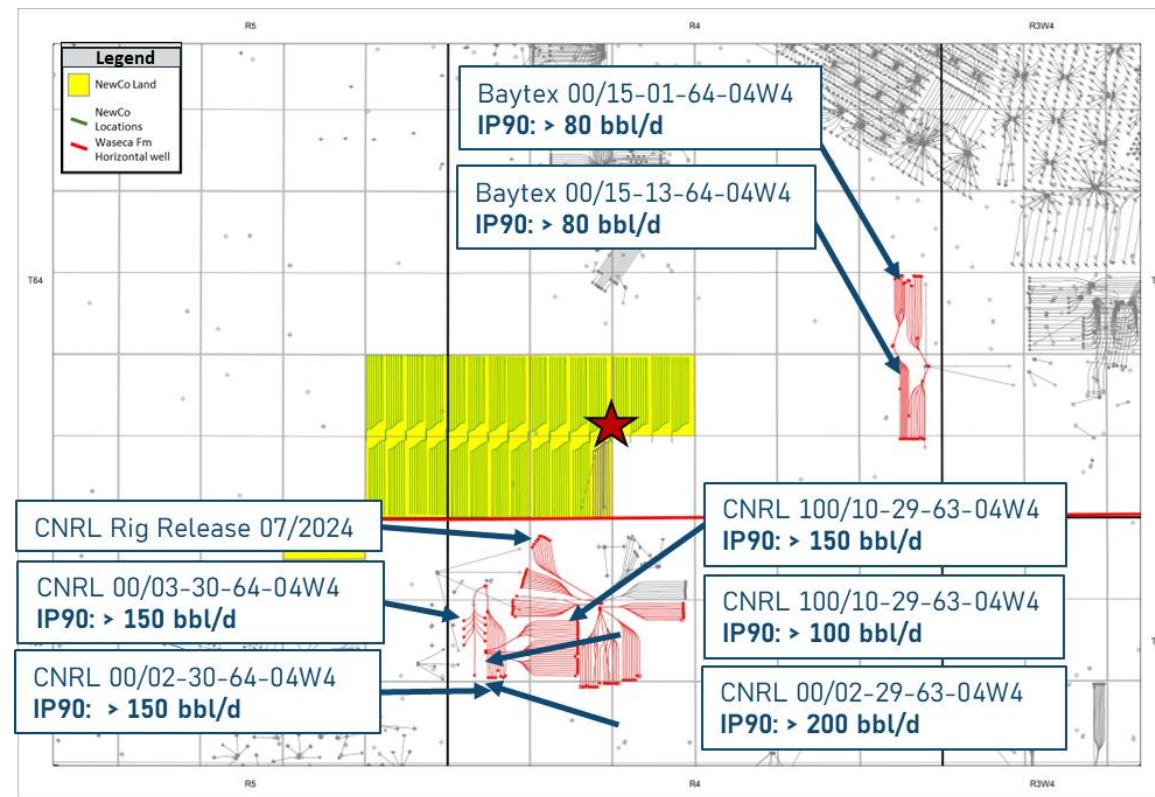 R5
R4
R3W4
Legend
NewCo Land
NewCo
Locations
Waseca Fm
Horizontal well
Baytex 00/15-01-64-04W4
IP90: > 80 bbl/d
Baytex 00/15-13-64-04W4
IP90: > 80 bbl/d
T64
CNRL Rig Release 07/2024
CNRL 00/03-30-64-04W4
IP90: > 150 bbl/d
CNRL 00/02-30-64-04W4
IP90: > 150 bbl/d
CNRL 100/10-29-63-04W4
IP90: > 150 bbl/d
CNRL 100/10-29-63-04W4
IP90: > 100 bbl/d
CNRL 00/02-29-63-04W4
IP90: > 200 bbl/d
R5
R4
R3W4